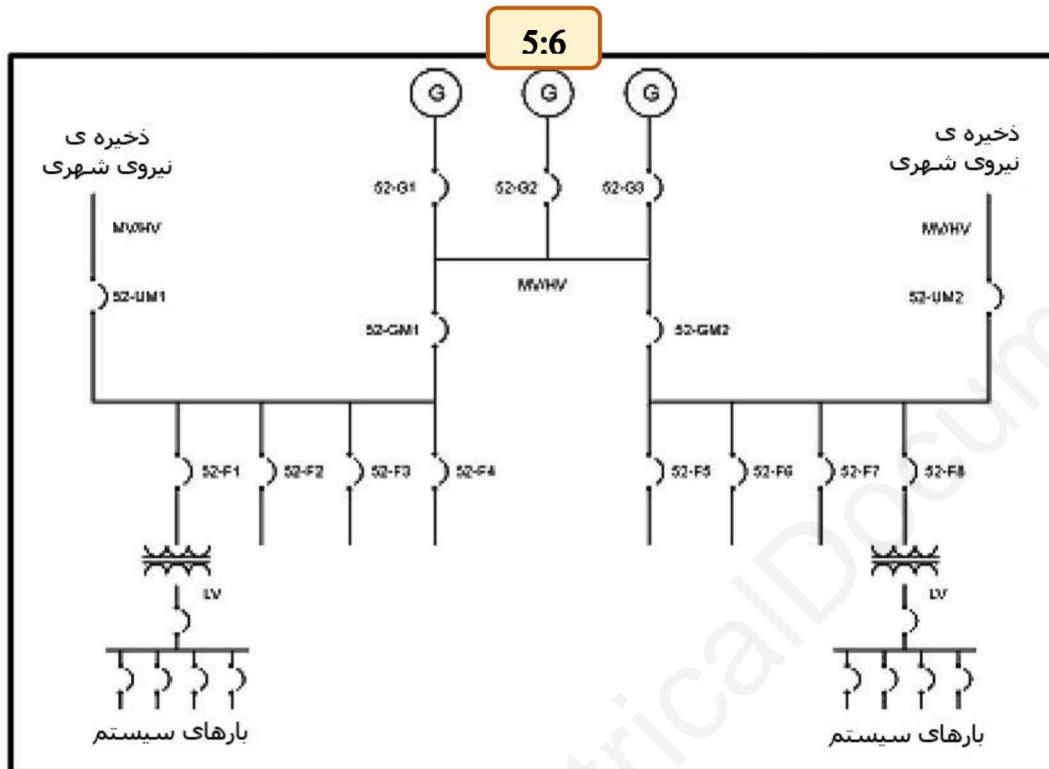 5:6
G
G
G
ذخیره ی
نیروی شهری
ذخیره ی
نیروی شهری
52-G1
52-G2
52-G3
MV/HV
MV/HV
MV/HV
52-UM1
52-UM2
52-GM1
52-GM2
52-F1
52-F2
52-F3
52-F4
52-F5
52-F6
52-F7
52-F8
LV
LV
بارهای سیستم
بارهای سیستم